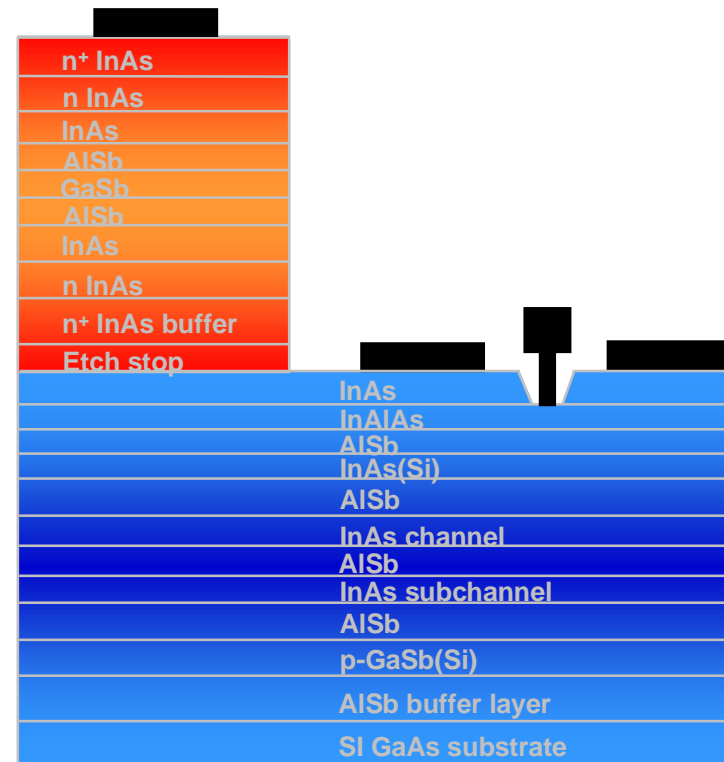 n⁺ InAs
n InAs
InAs
AlSb
GaSb
AlSb
InAs
n InAs
n⁺ InAs buffer
Etch stop
InAs
InAlAs
AlSb
InAs(Si)
AlSb
InAs channel
AlSb
InAs subchannel
AlSb
p-GaSb(Si)
AlSb buffer layer
SI GaAs substrate